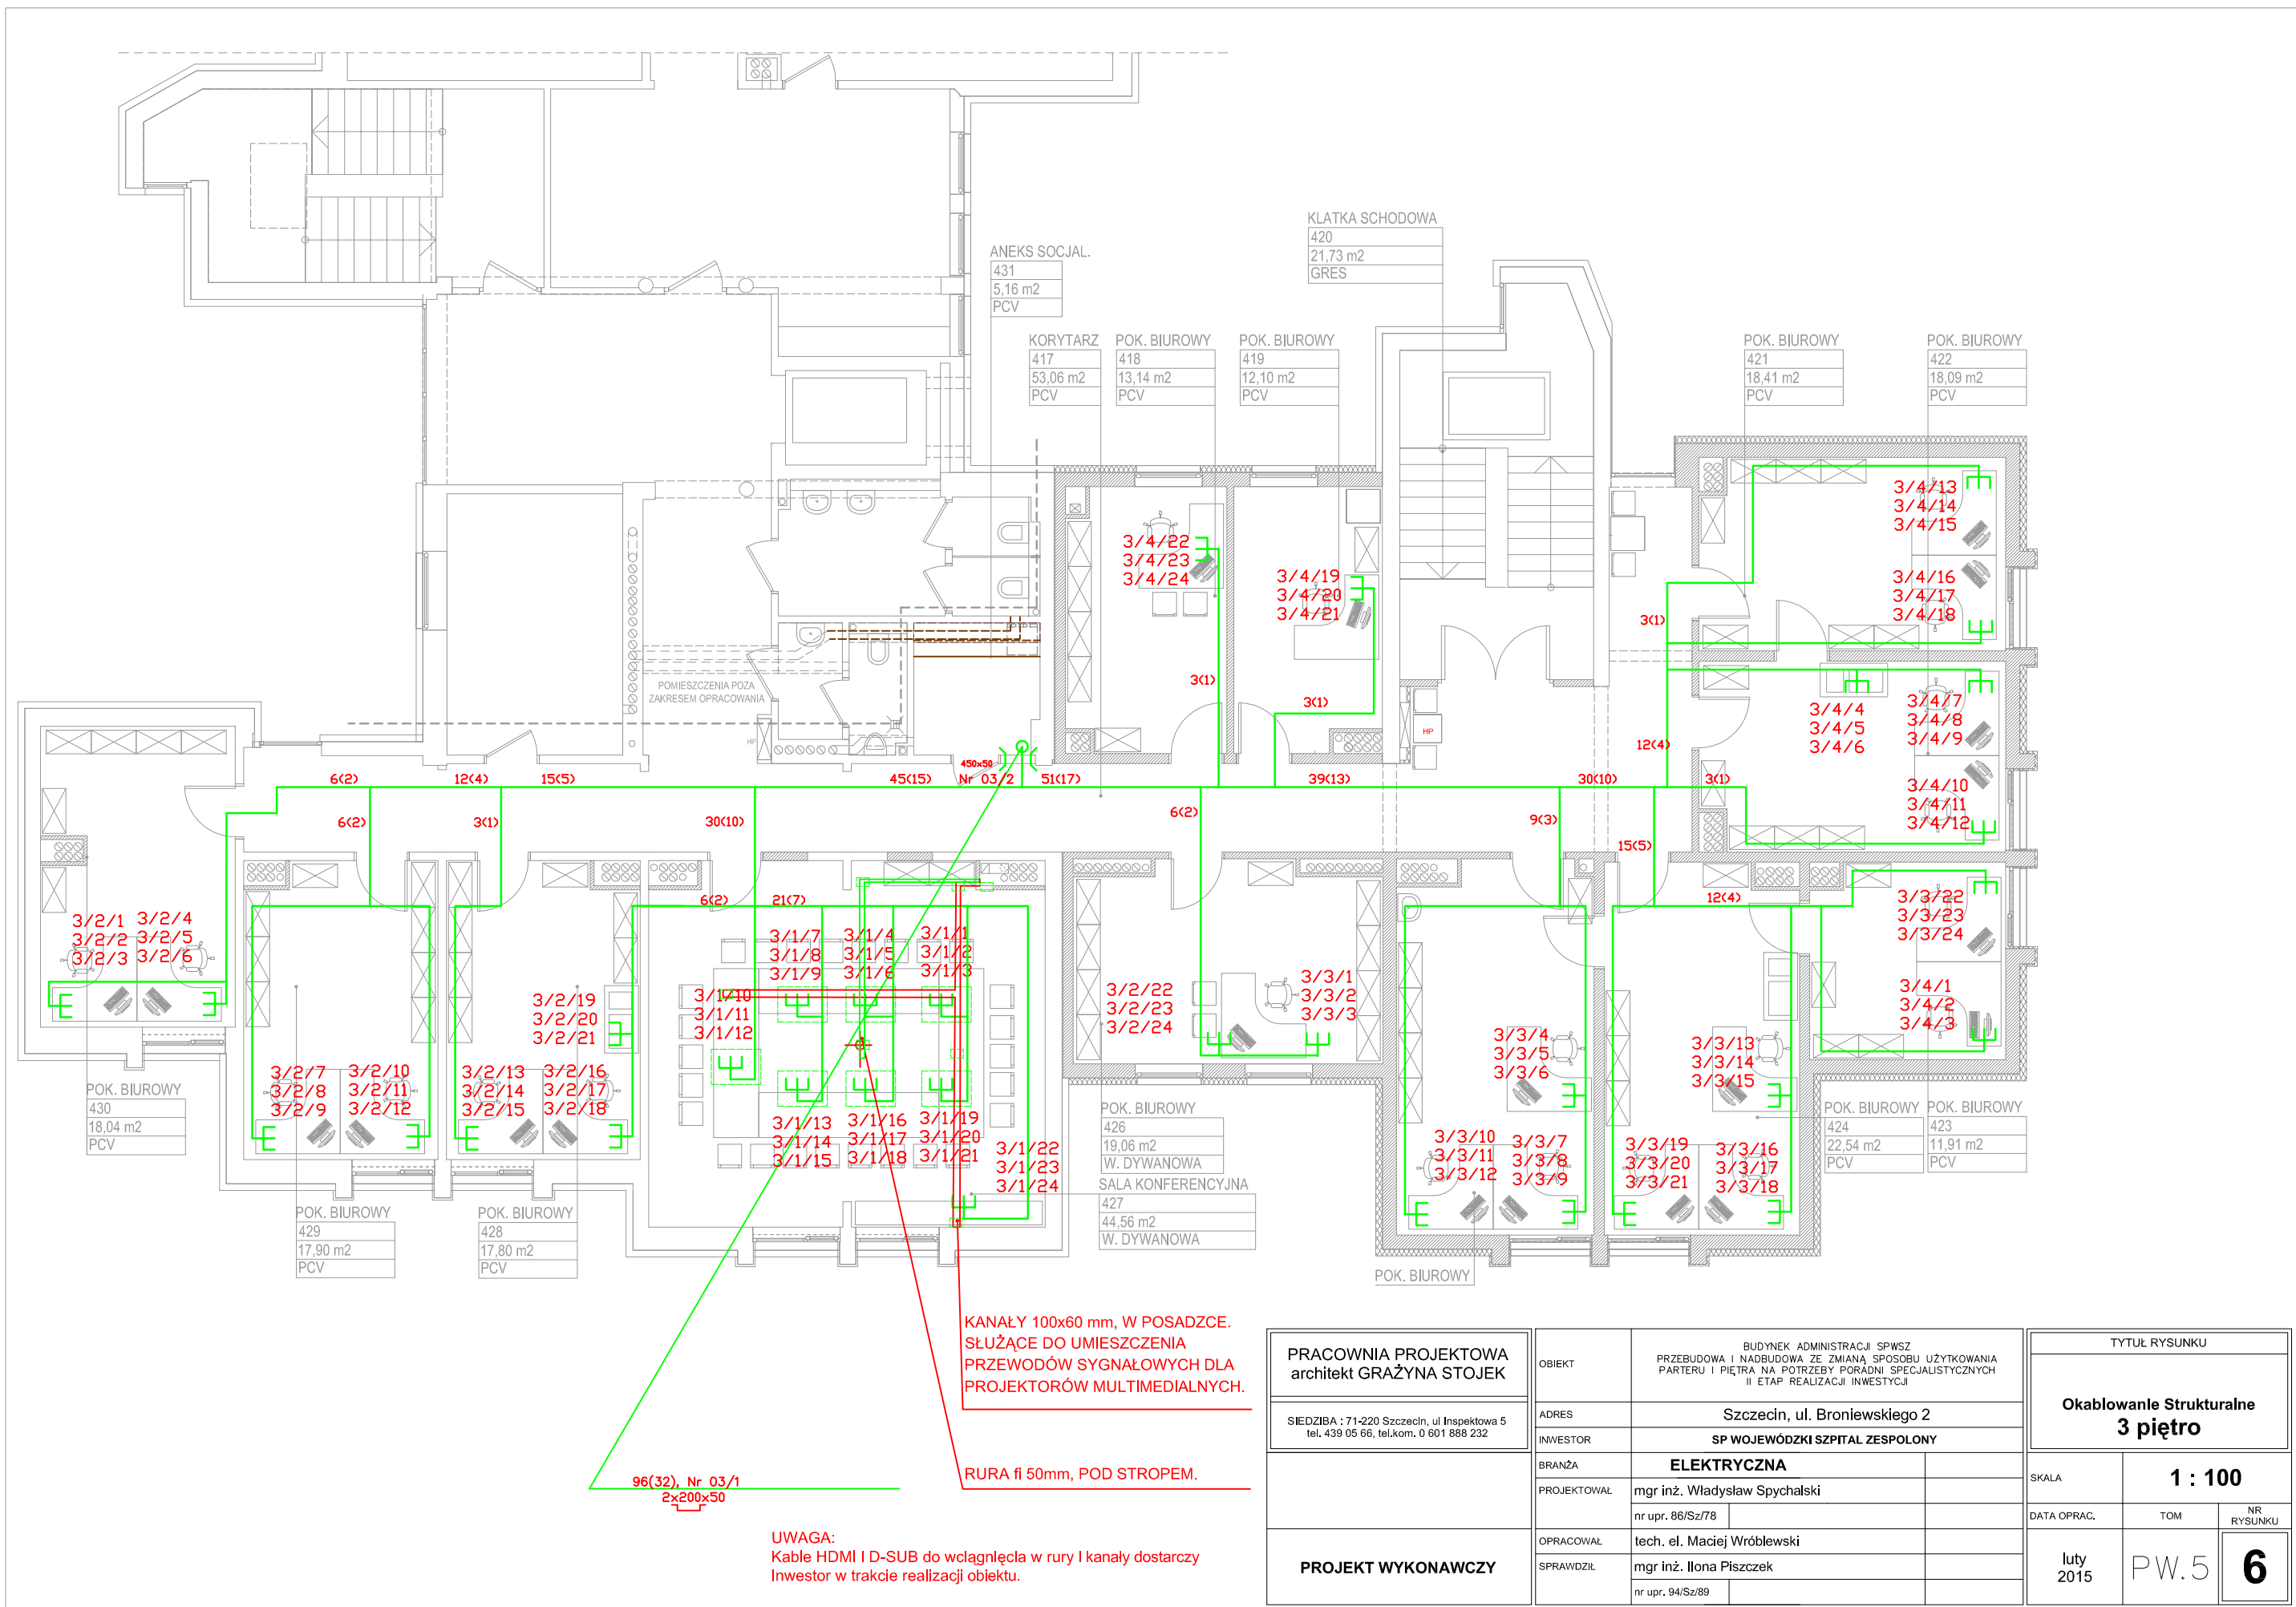 KLATKA SCHODOWA
420
21,73 m2
GRES
ANEKS SOCJAL.
431
5,16 m2
PCV
KORYTARZ
417
53,06 m2
PCV
POK. BIUROWY
418
13,14 m2
PCV
POK. BIUROWY
419
12,10 m2
PCV
POK. BIUROWY
421
18,41 m2
PCV
POK. BIUROWY
422
18,09 m2
PCV
3/4/13
3/4/14
3/4/15
3/4/22
3/4/23
3/4/24
3/4/19
3/4/20
3/4/21
3/4/16
3/4/17
3/4/18
3(1)
3(1)
3(1)
POMIESZCZENIA POZA
ZAKRESEM OPRACOWANIA
HP
HP
3/4/4
3/4/5
3/4/6
3/4/7
3/4/8
3/4/9
12(4)
6(2)
12(4)
15(5)
45(15)
450x50
Nr 03/2
51(17)
39(13)
30(10)
3(1)
3/4/10
3/4/11
3/4/12
6(2)
3(1)
30(10)
6(2)
9(3)
15(5)
6(2)
21(7)
12(4)
3/2/1
3/2/2
3/2/3
3/2/4
3/2/5
3/2/6
3/1/7
3/1/8
3/1/9
3/1/4
3/1/5
3/1/6
3/1/1
3/1/2
3/1/3
3/3/22
3/3/23
3/3/24
3/2/19
3/2/20
3/2/21
3/1/10
3/1/11
3/1/12
3/2/22
3/2/23
3/2/24
3/3/1
3/3/2
3/3/3
3/4/1
3/4/2
3/4/3
3/3/4
3/3/5
3/3/6
3/3/13
3/3/14
3/3/15
3/2/7
3/2/8
3/2/9
3/2/10
3/2/11
3/2/12
3/2/13
3/2/14
3/2/15
3/2/16
3/2/17
3/2/18
3/1/13
3/1/14
3/1/15
3/1/16
3/1/17
3/1/18
3/1/19
3/1/20
3/1/21
3/1/22
3/1/23
3/1/24
3/3/10
3/3/11
3/3/12
3/3/7
3/3/8
3/3/9
3/3/19
3/3/20
3/3/21
3/3/16
3/3/17
3/3/18
POK. BIUROWY
430
18,04 m2
PCV
POK. BIUROWY
426
19,06 m2
W. DYWANOWA
POK. BIUROWY
424
22,54 m2
PCV
POK. BIUROWY
423
11,91 m2
PCV
SALA KONFERENCYJNA
427
44,56 m2
W. DYWANOWA
POK. BIUROWY
429
17,90 m2
PCV
POK. BIUROWY
428
17,80 m2
PCV
POK. BIUROWY
KANAŁY 100x60 mm, W POSADZCE.
SŁUŻĄCE DO UMIESZCZENIA
PRZEWODÓW SYGNAŁOWYCH DLA
PROJEKTORÓW MULTIMEDIALNYCH.
RURA fi 50mm, POD STROPEM.
96(32), Nr 03/1
2x200x50
UWAGA:
Kable HDMI I D-SUB do wciągnięcia w rury i kanały dostarczy
Inwestor w trakcie realizacji obiektu.
PRACOWNIA PROJEKTOWA
architekt GRAŻYNA STOJEK
SIEDZIBA : 71-220 Szczecin, ul Inspektowa 5
tel. 439 05 66, tel.kom. 0 601 888 232
PROJEKT WYKONAWCZY
OBIEKT
BUDYNEK ADMINISTRACJI SPWSZ
PRZEBUDOWA I NADBUDOWA ZE ZMIANĄ SPOSOBU UŻYTKOWANIA
PARTERU I PIĘTRA NA POTRZEBY PORADNI SPECJALISTYCZNYCH
II ETAP REALIZACJI INWESTYCJI
ADRES
Szczecin, ul. Broniewskiego 2
INWESTOR
SP WOJEWÓDZKI SZPITAL ZESPOLONY
BRANŻA
ELEKTRYCZNA
PROJEKTOWAŁ
mgr inż. Władysław Spychalski
nr upr. 86/Sz/78
OPRACOWAŁ
tech. el. Maciej Wróblewski
SPRAWDZIŁ
mgr inż. Ilona Piszczek
nr upr. 94/Sz/89
TYTUŁ RYSUNKU
Okablowanie Strukturalne
3 piętro
SKALA
1 : 100
DATA OPRAC.
TOM
NR
RYSUNKU
luty
2015
PW.5
6